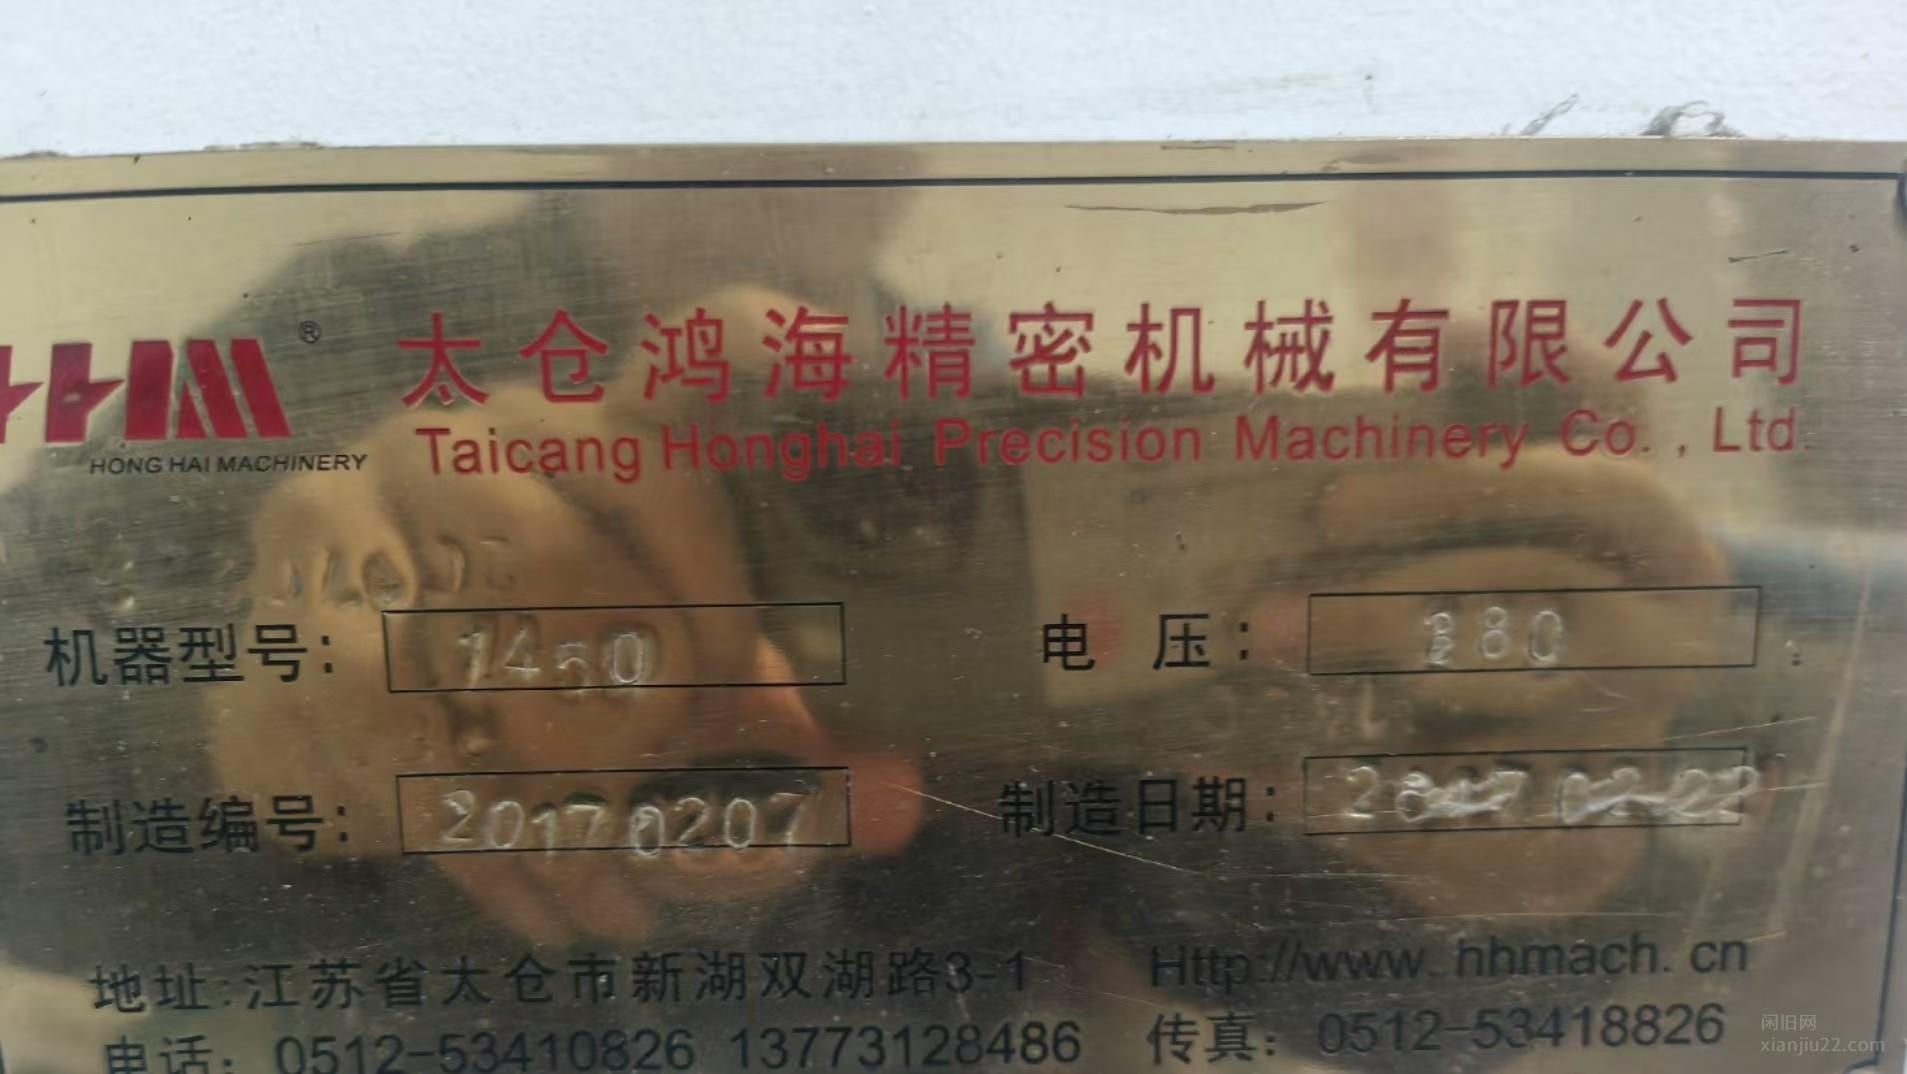 HHM®
HONG HAI MACHINERY
太仓鸿海精密机械有限公司
Taicang Honghai Precision Machinery Co., Ltd.
机器型号: 1450
电 压: 380
制造编号: 20170207
制造日期:
地址:江苏省太仓市新湖双湖路3-1
Http://www.hhmach.cn
电话: 0512-53410826 13773128486
传真: 0512-53418826
闲旧网
xianjiu22.com